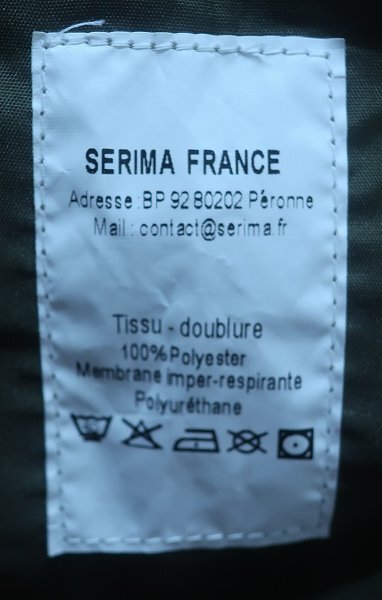 SERIMA FRANCE
Adresse : BP 92 80202 Péronne
Mail : contact@serima.fr
Tissu - doublure
100% Polyester
Membrane imper-respirante
Polyuréthane